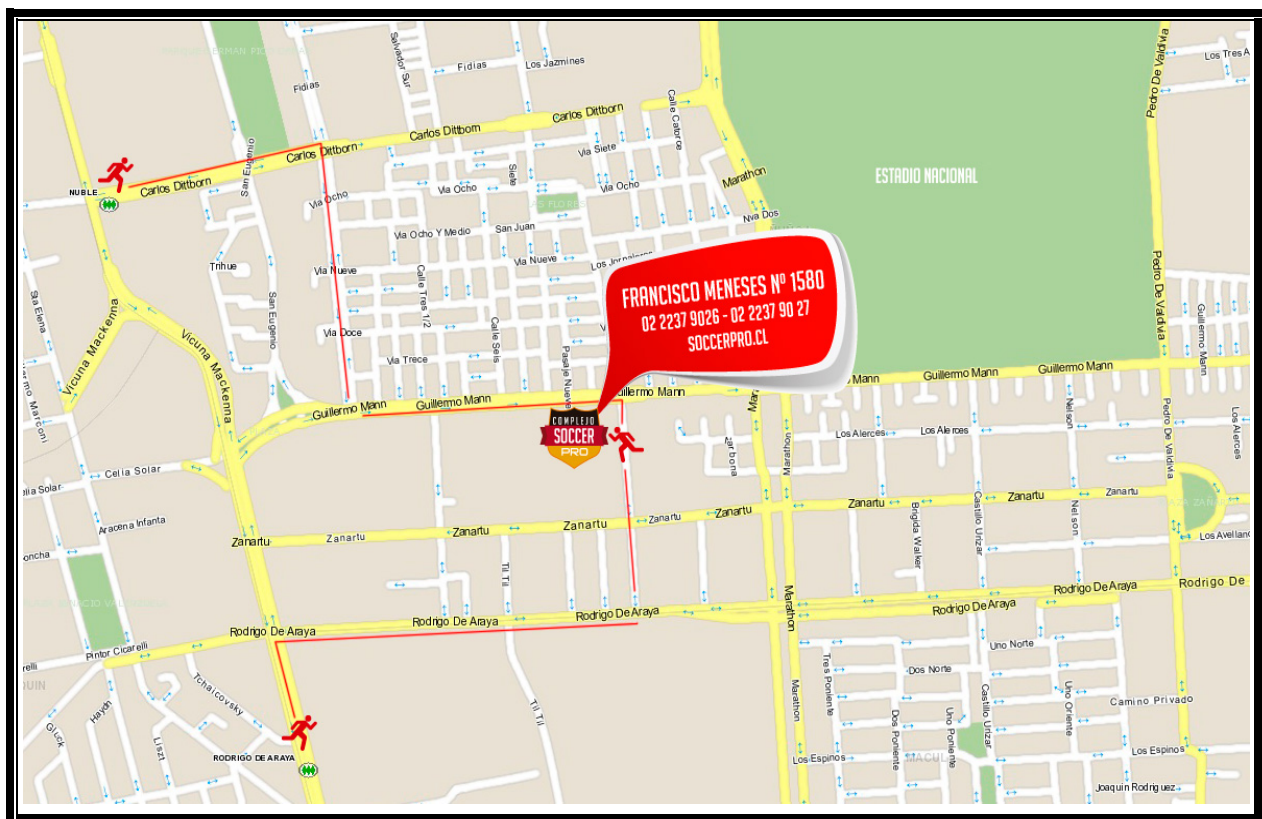 Los Tres A
Fidias
Los Jazmines
Salvador Sur
Pedro De Valdivia
Fidias
Calle Catorce
Carlos Dittborn
Carlos Dittborn
Carlos Dittborn
Via Siete
San Eugenio
Siete
Marathon
ESTADIO NACIONAL
Carlos Dittborn
NUBLE
Via Ocho
Via Ocho
Via Ocho
Nva Dos
San Juan
Via Ocho Y Medio
Via Nueve
Pedro De Valdivia
Trihue
Via Nueve
Calle Tres 1/2
Sta Elena
San Eugenio
FRANCISCO MENESES Nº 1580
02 2237 9026 - 02 2237 90 27
SOCCERPRO.CL
Vicuna Mackenna
Vicuna Mackenna
Via Doce
Calle Seis
Pasaje Nueve
Guillermo Mann
Via Trece
Guillermo Mann
Guillermo Mann
Mann
Guillermo Mann
Guillermo Mann
Marconi
COMPLEJO
SOCCER
PRO
Nelson
Pedro De Valdivia
Los Alerces
Los Alerces
Los Alerces
Marathon
Celia Solar
Zanartu
Zanartu
Zanartu
Zanartu
Zanartu
Zanartu
Zanartu
Zanartu
Zanartu
Aracena Infanta
Brigida Walker
Castillo Urizar
Nelson
Los Avellan
Til Til
Til Til
Rodrigo De Araya
Rodrigo De
Rodrigo De Araya
Rodrigo De Araya
Rodrigo De Araya
Rodrigo De Araya
Marathon
Pintor Cicarelli
Tchaicovsky
Haydn
Gluck
Liszt
Uno Norte
Tres Poniente
Dos Norte
Castillo Urizar
Uno Oriente
Camino Privado
Til Til
Marathon
Dos Poniente
Uno Poniente
RODRIGO DE ARAYA
Los Espinos
Los Espinos
Joaquin Rodriguez